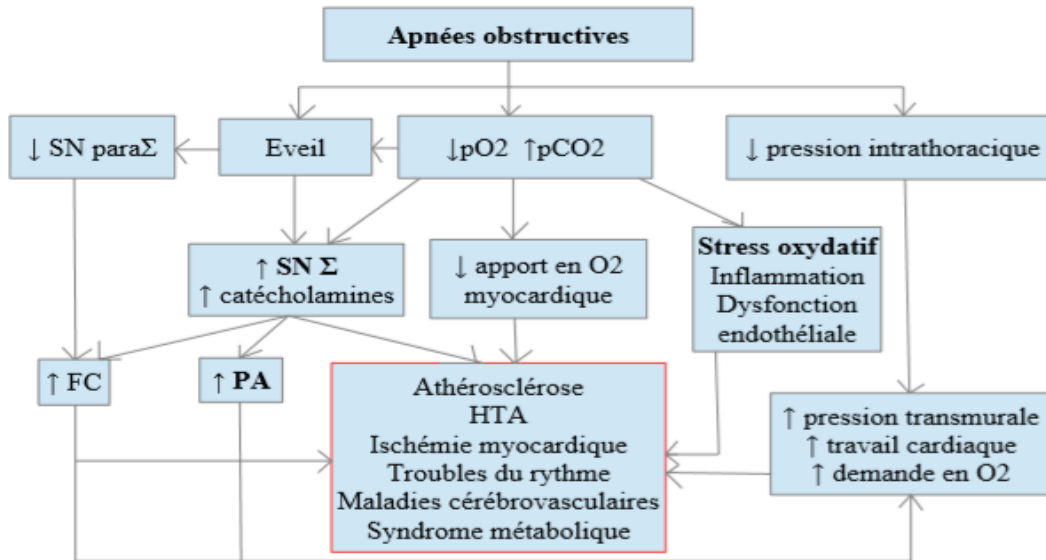 Apnées obstructives
↓ SN paraΣ
Eveil
↓pO2 ↑pCO2
↓ pression intrathoracique
↑ SN Σ
↑ catécholamines
↓ apport en O2
myocardique
Stress oxydatif
Inflammation
Dysfonction
endothéliale
↑ FC
↑ PA
Athérosclérose
HTA
Ischémie myocardique
Troubles du rythme
Maladies cérébrovasculaires
Syndrome métabolique
↑ pression transmurale
↑ travail cardiaque
↑ demande en O2